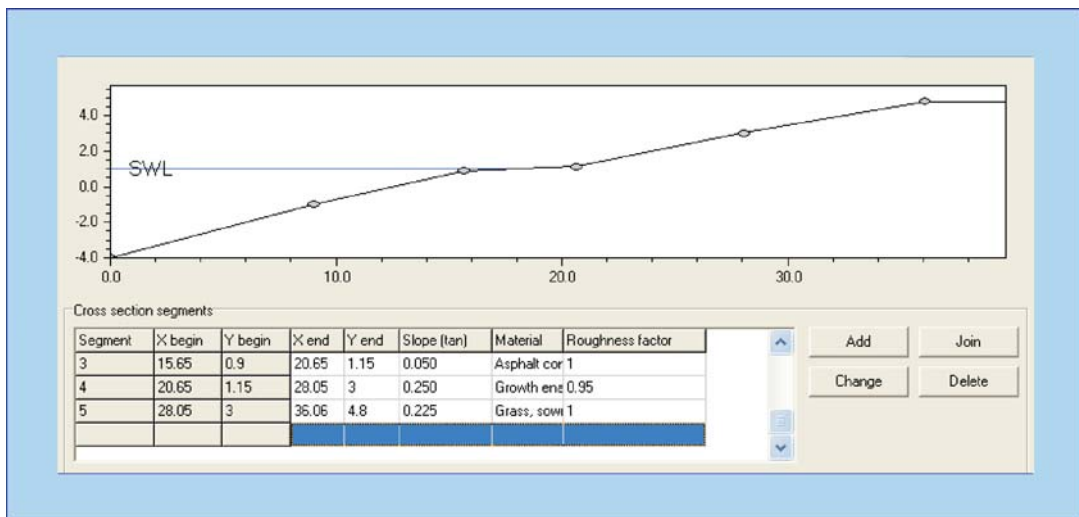 4.0
2.0
SWL
0.0
-2.0
-4.0
0.0 10.0 20.0 30.0
Cross section segments
Segment X begin Y begin X end Y end Slope (tan) Material Roughness factor
3 15.65 0.9 20.65 1.15 0.050 Asphalt cor 1
4 20.65 1.15 28.05 3 0.250 Growth ena 0.95
5 28.05 3 36.06 4.8 0.225 Grass, sow 1
Add Join
Change Delete